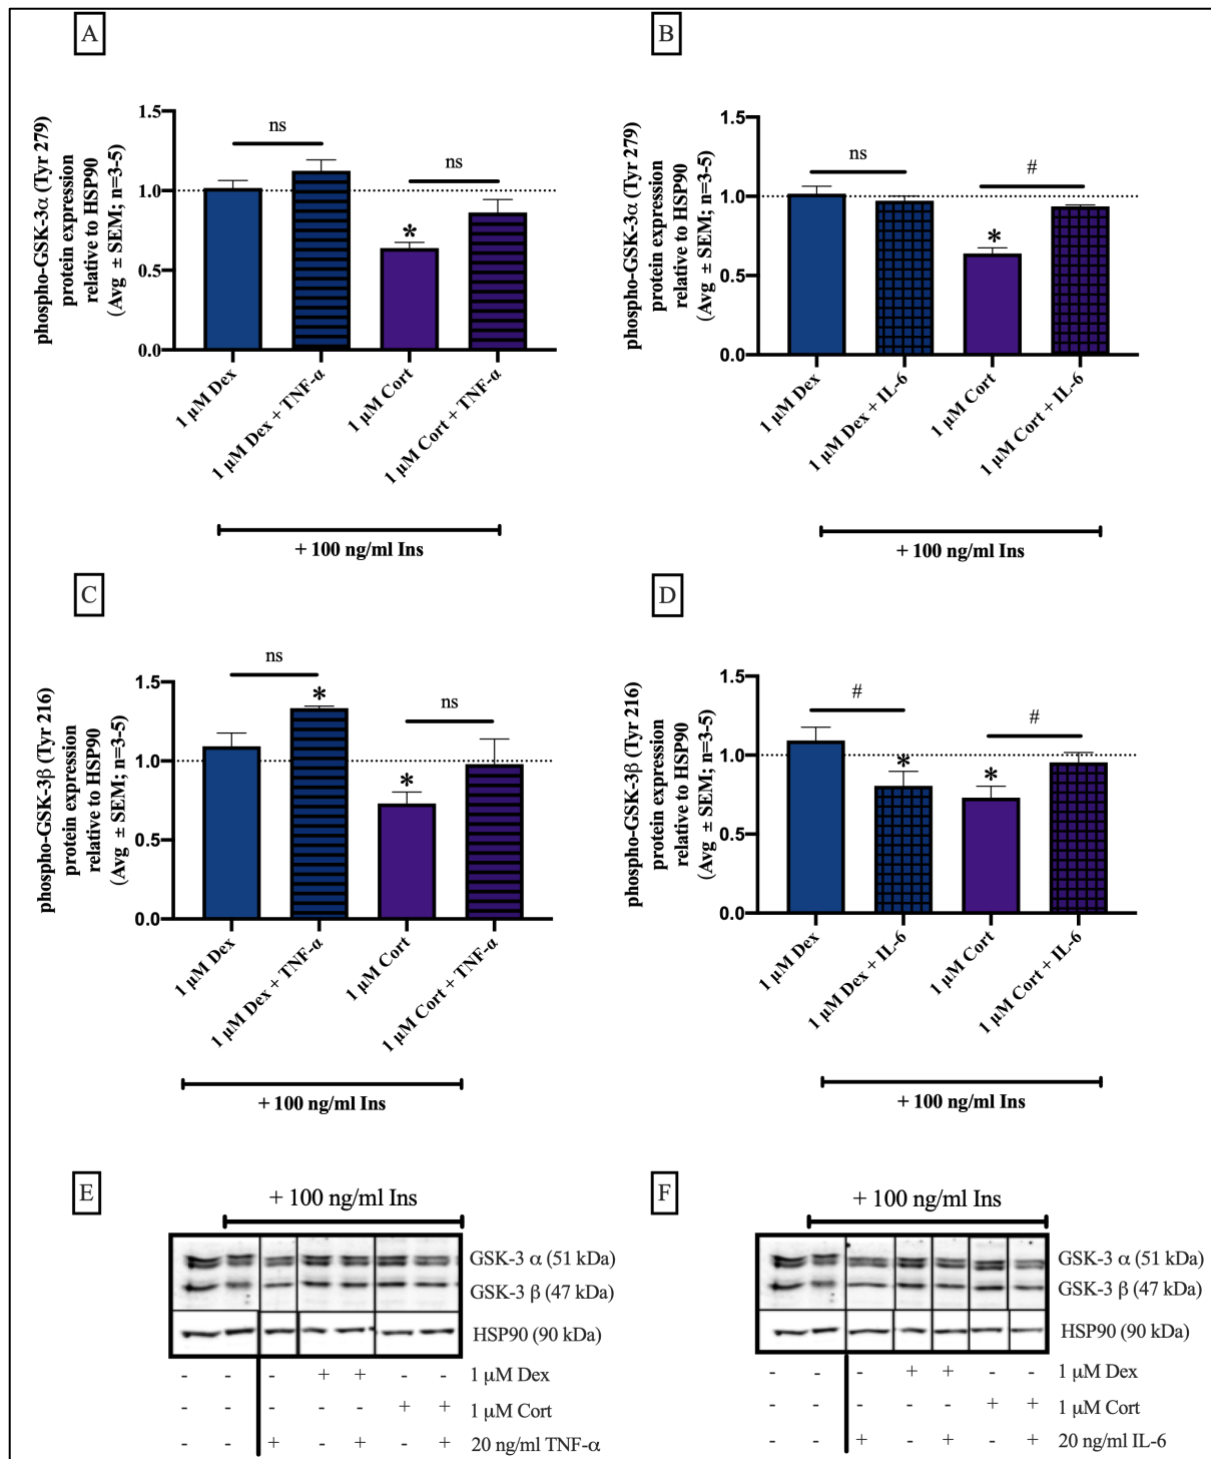 A
phospho-GSK-3α (Tyr 279)
protein expression
relative to HSP90
(Avg ± SEM; n=3-5)
1.5
1.0
0.5
0.0
ns
ns
*
1 μM Dex
1 μM Dex + TNF-α
1 μM Cort
1 μM Cort + TNF-α
+ 100 ng/ml Ins
B
phospho-GSK-3α (Tyr 279)
protein expression
relative to HSP90
(Avg ± SEM; n=3-5)
1.5
1.0
0.5
0.0
ns
#
*
1 μM Dex
1 μM Dex + IL-6
1 μM Cort
1 μM Cort + IL-6
+ 100 ng/ml Ins
C
phospho-GSK-3β (Tyr 216)
protein expression
relative to HSP90
(Avg ± SEM; n=3-5)
1.5
1.0
0.5
0.0
ns
*
ns
*
1 μM Dex
1 μM Dex + TNF-α
1 μM Cort
1 μM Cort + TNF-α
+ 100 ng/ml Ins
D
phospho-GSK-3β (Tyr 216)
protein expression
relative to HSP90
(Avg ± SEM; n=3-5)
1.5
1.0
0.5
0.0
#
#
*
*
1 μM Dex
1 μM Dex + IL-6
1 μM Cort
1 μM Cort + IL-6
+ 100 ng/ml Ins
E
+ 100 ng/ml Ins
GSK-3 α (51 kDa)
GSK-3 β (47 kDa)
HSP90 (90 kDa)
- - - + + - - 1 μM Dex
- - - - - + + 1 μM Cort
- - + - + - + 20 ng/ml TNF-α
F
+ 100 ng/ml Ins
GSK-3 α (51 kDa)
GSK-3 β (47 kDa)
HSP90 (90 kDa)
- - - + + - - 1 μM Dex
- - - - - + + 1 μM Cort
- - + - + - + 20 ng/ml IL-6